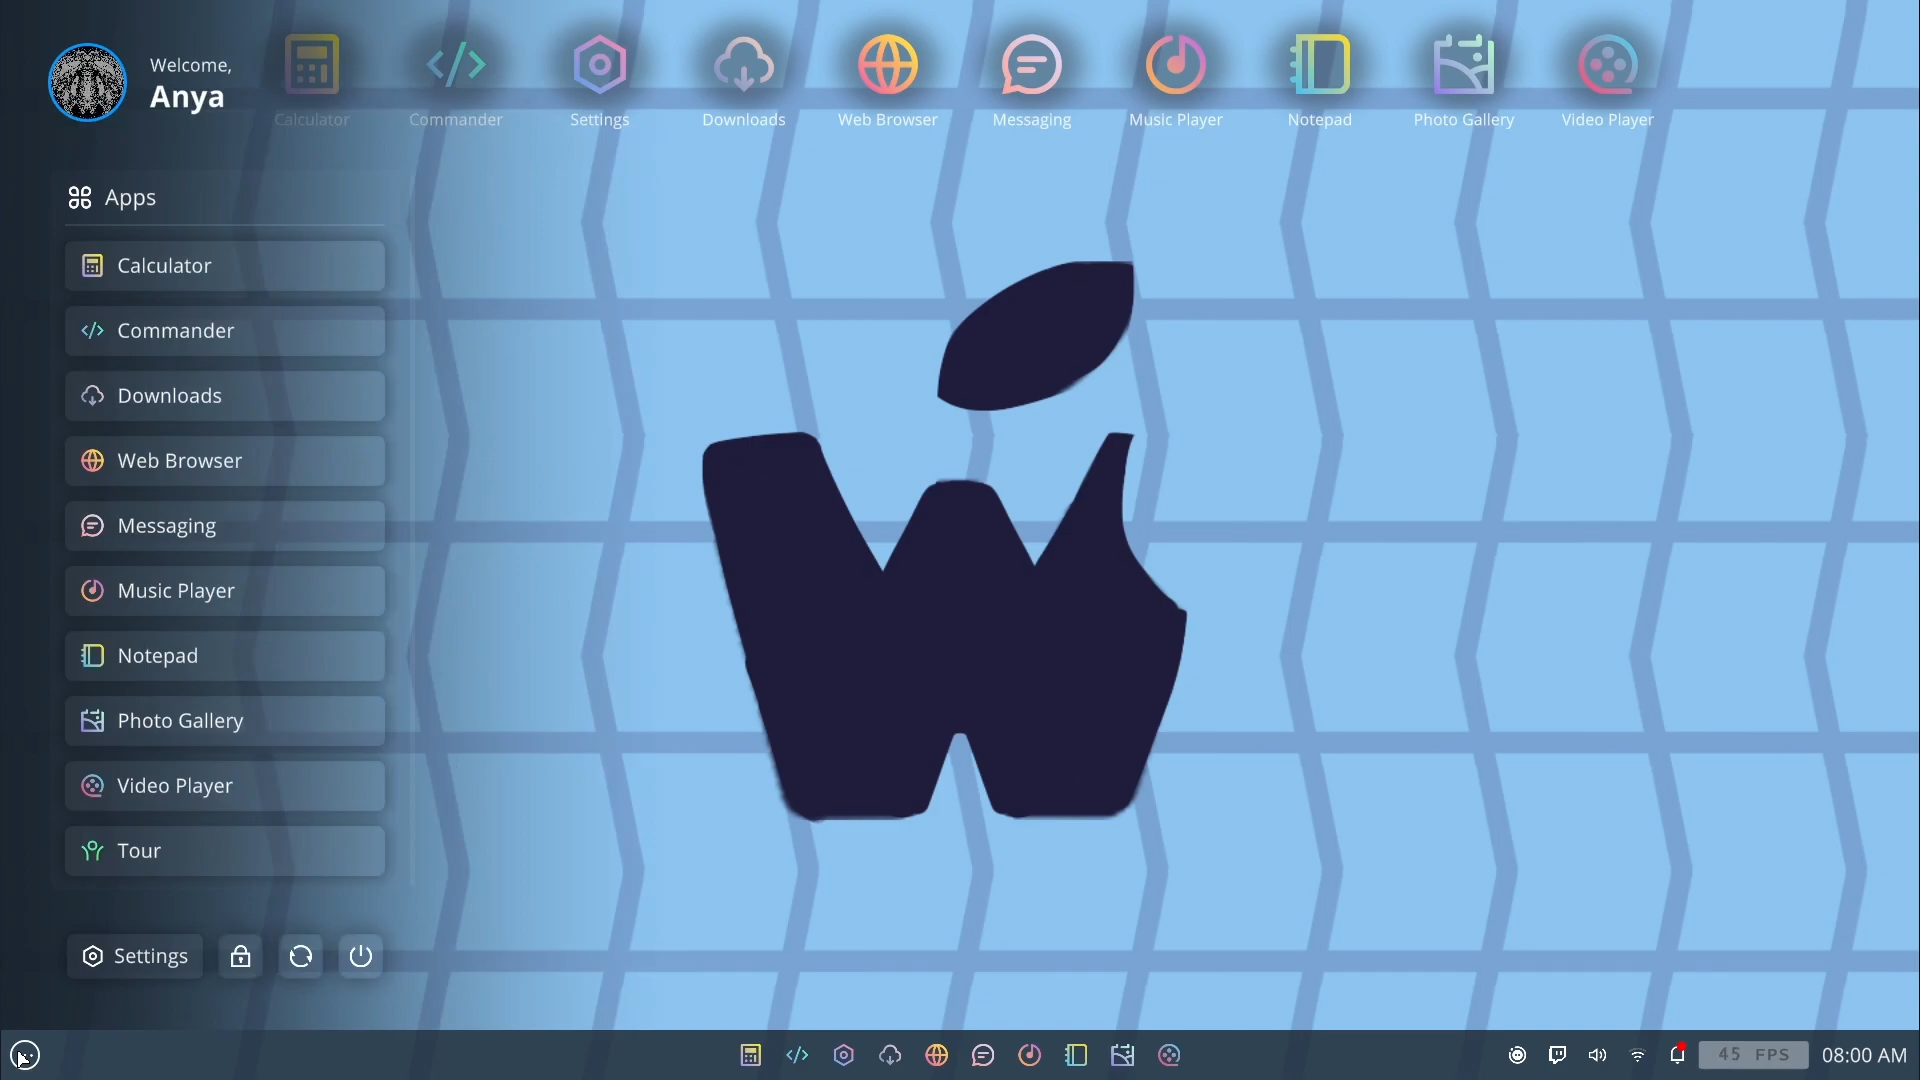 Welcome,
Anya
Calculator
Commander
Settings
Downloads
Web Browser
Messaging
Music Player
Notepad
Photo Gallery
Video Player
Apps
Calculator
Commander
Downloads
Web Browser
Messaging
Music Player
Notepad
Photo Gallery
Video Player
Tour
Settings
45 FPS
08:00 AM